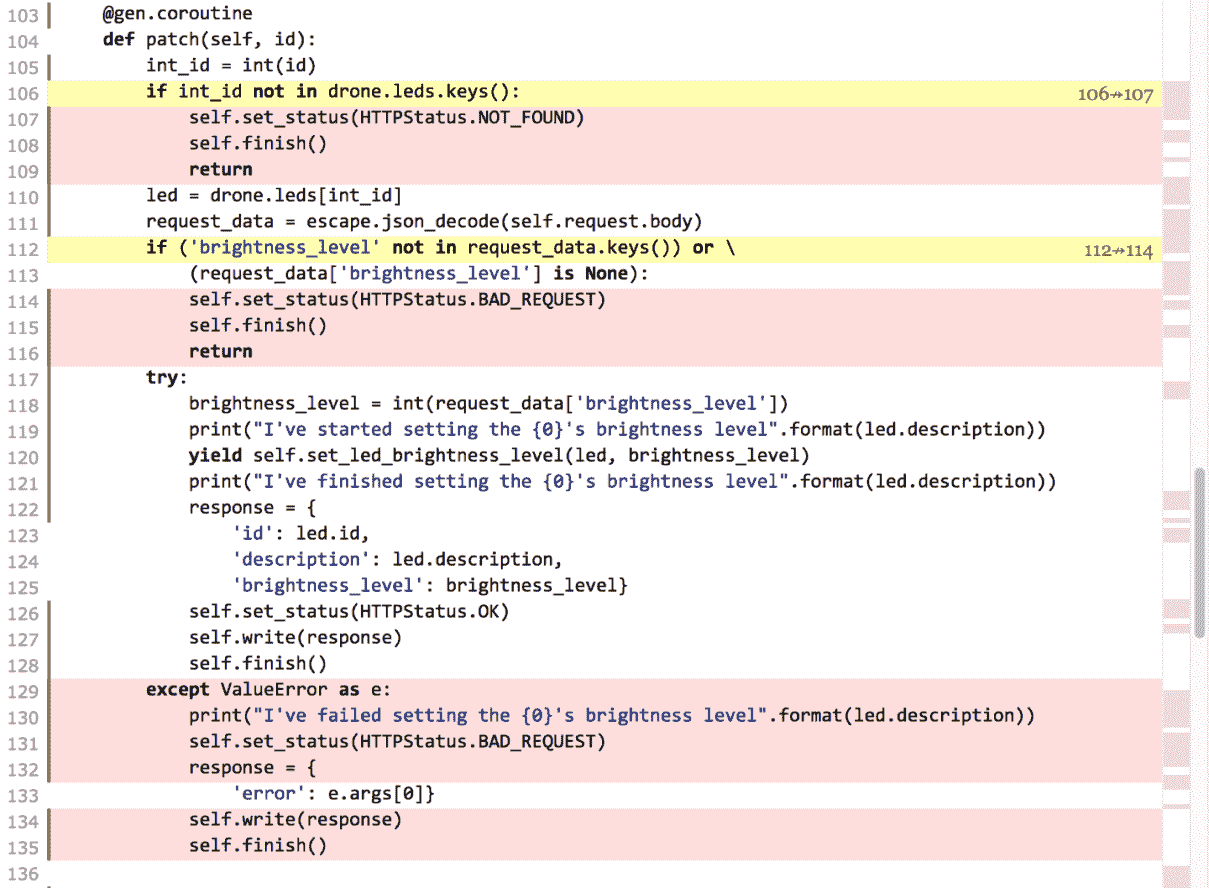 103 @gen.coroutine
104 def patch(self, id):
105 int_id = int(id)
106 if int_id not in drone.leds.keys(): 106↛107
107 self.set_status(HTTPStatus.NOT_FOUND)
108 self.finish()
109 return
110 led = drone.leds[int_id]
111 request_data = escape.json_decode(self.request.body)
112 if ('brightness_level' not in request_data.keys()) or \ 112↛114
113 (request_data['brightness_level'] is None):
114 self.set_status(HTTPStatus.BAD_REQUEST)
115 self.finish()
116 return
117 try:
118 brightness_level = int(request_data['brightness_level'])
119 print("I've started setting the {0}'s brightness level".format(led.description))
120 yield self.set_led_brightness_level(led, brightness_level)
121 print("I've finished setting the {0}'s brightness level".format(led.description))
122 response = {
123 'id': led.id,
124 'description': led.description,
125 'brightness_level': brightness_level}
126 self.set_status(HTTPStatus.OK)
127 self.write(response)
128 self.finish()
129 except ValueError as e:
130 print("I've failed setting the {0}'s brightness level".format(led.description))
131 self.set_status(HTTPStatus.BAD_REQUEST)
132 response = {
133 'error': e.args[0]}
134 self.write(response)
135 self.finish()
136